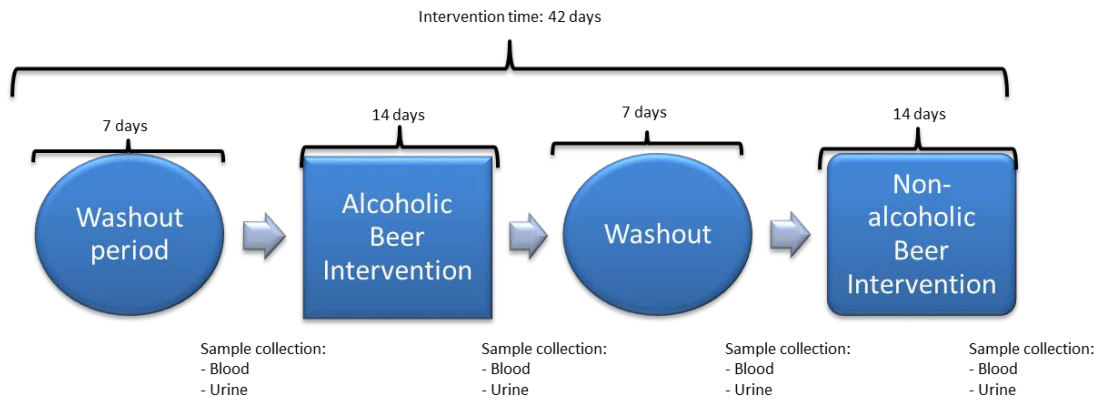 Intervention time: 42 days
7 days
14 days
7 days
14 days
Washout
period
Alcoholic
Beer
Intervention
Washout
Non-
alcoholic
Beer
Intervention
Sample collection:
- Blood
- Urine
Sample collection:
- Blood
- Urine
Sample collection:
- Blood
- Urine
Sample collection:
- Blood
- Urine